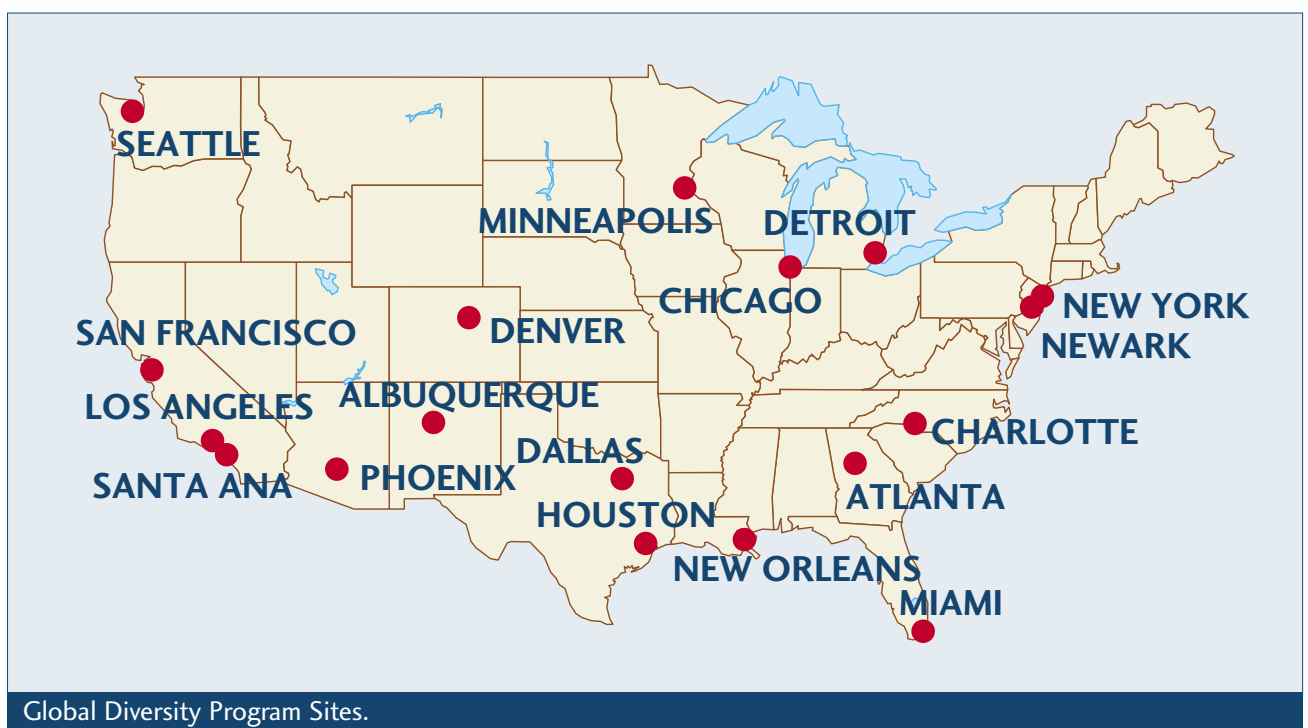 SEATTLE
MINNEAPOLIS
DETROIT
CHICAGO
NEW YORK
SAN FRANCISCO
DENVER
NEWARK
ALBUQUERQUE
LOS ANGELES
CHARLOTTE
DALLAS
PHOENIX
SANTA ANA
ATLANTA
HOUSTON
NEW ORLEANS
MIAMI
Global Diversity Program Sites.